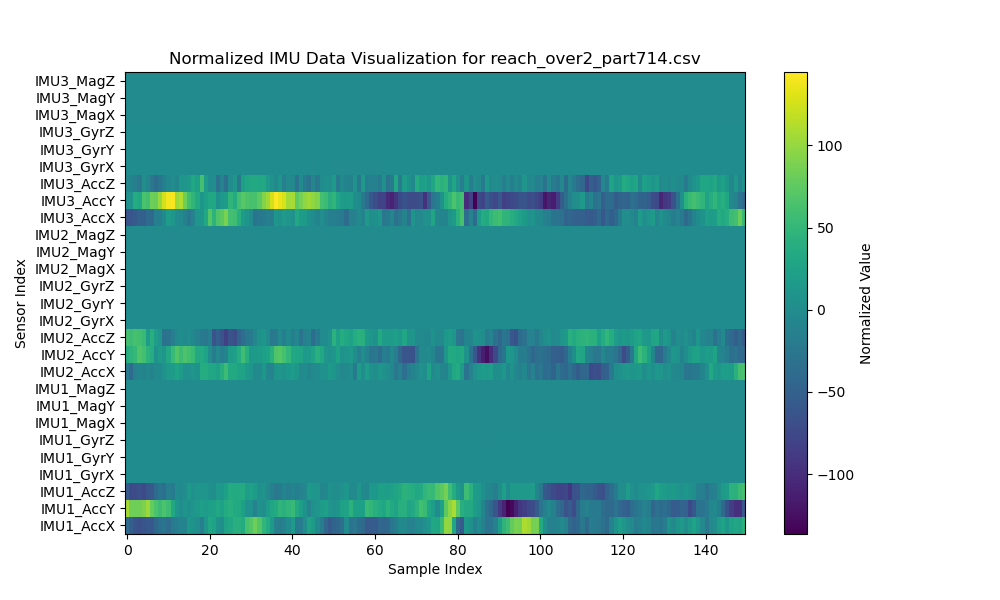 Normalized IMU Data Visualization for reach_over2_part714.csv
IMU3_MagZ
IMU3_MagY
IMU3_MagX
IMU3_GyrZ
IMU3_GyrY
IMU3_GyrX
IMU3_AccZ
IMU3_AccY
IMU3_AccX
IMU2_MagZ
IMU2_MagY
IMU2_MagX
IMU2_GyrZ
IMU2_GyrY
IMU2_GyrX
IMU2_AccZ
IMU2_AccY
IMU2_AccX
IMU1_MagZ
IMU1_MagY
IMU1_MagX
IMU1_GyrZ
IMU1_GyrY
IMU1_GyrX
IMU1_AccZ
IMU1_AccY
IMU1_AccX
Sensor Index
0 20 40 60 80 100 120 140
Sample Index
100
50
0
−50
−100
Normalized Value